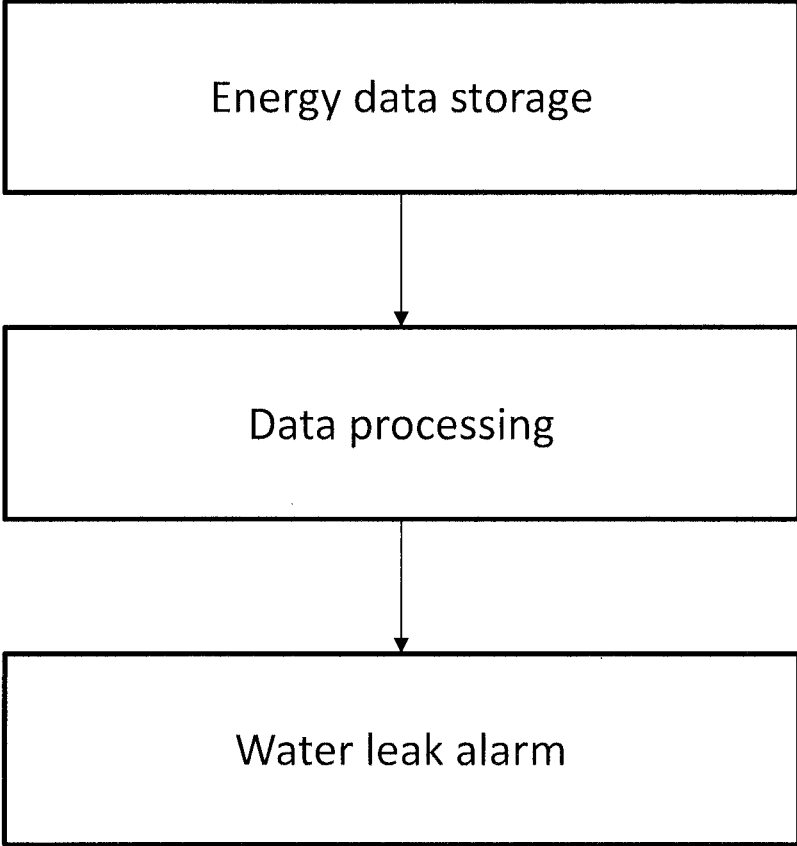 Energy data storage
Data processing
Water leak alarm